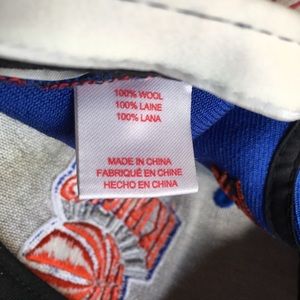 100% WOOL
100% LAINE
100% LANA
MADE IN CHINA
FABRIQUÉ EN CHINE
HECHO EN CHINA